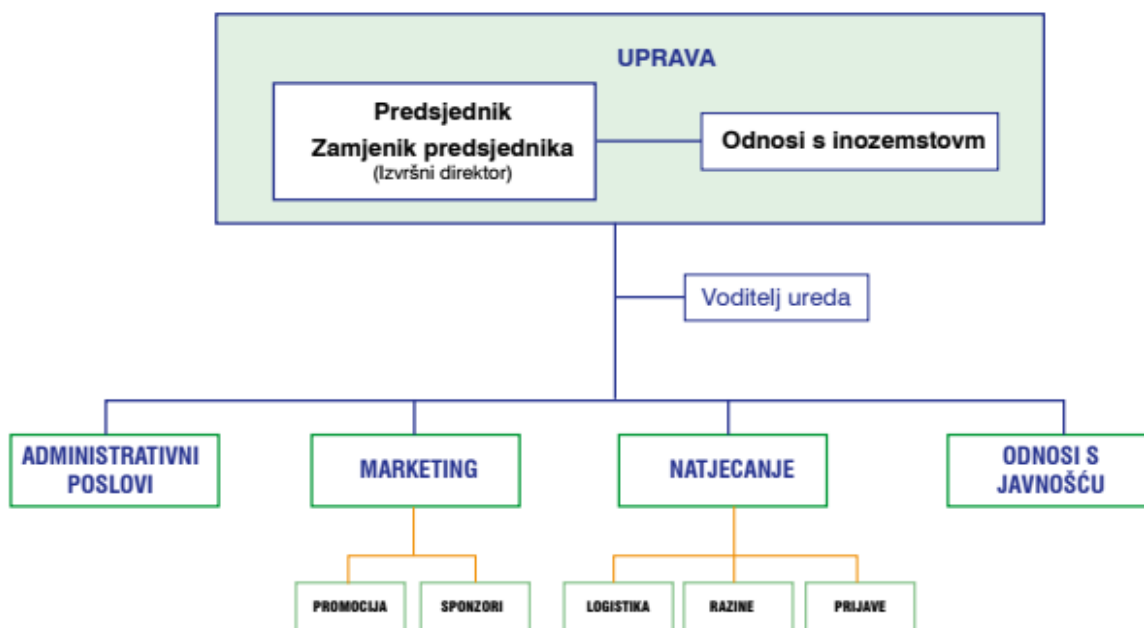 UPRAVA
Predsjednik
Zamjenik predsjednika
(Izvršni direktor)
Odnosi s inozemstovm
Voditelj ureda
ADMINISTRATIVNI
POSLOVI
MARKETING
NATJECANJE
ODNOSI S
JAVNOŠĆU
PROMOCIJA
SPONZORI
LOGISTIKA
RAZINE
PRIJAVE